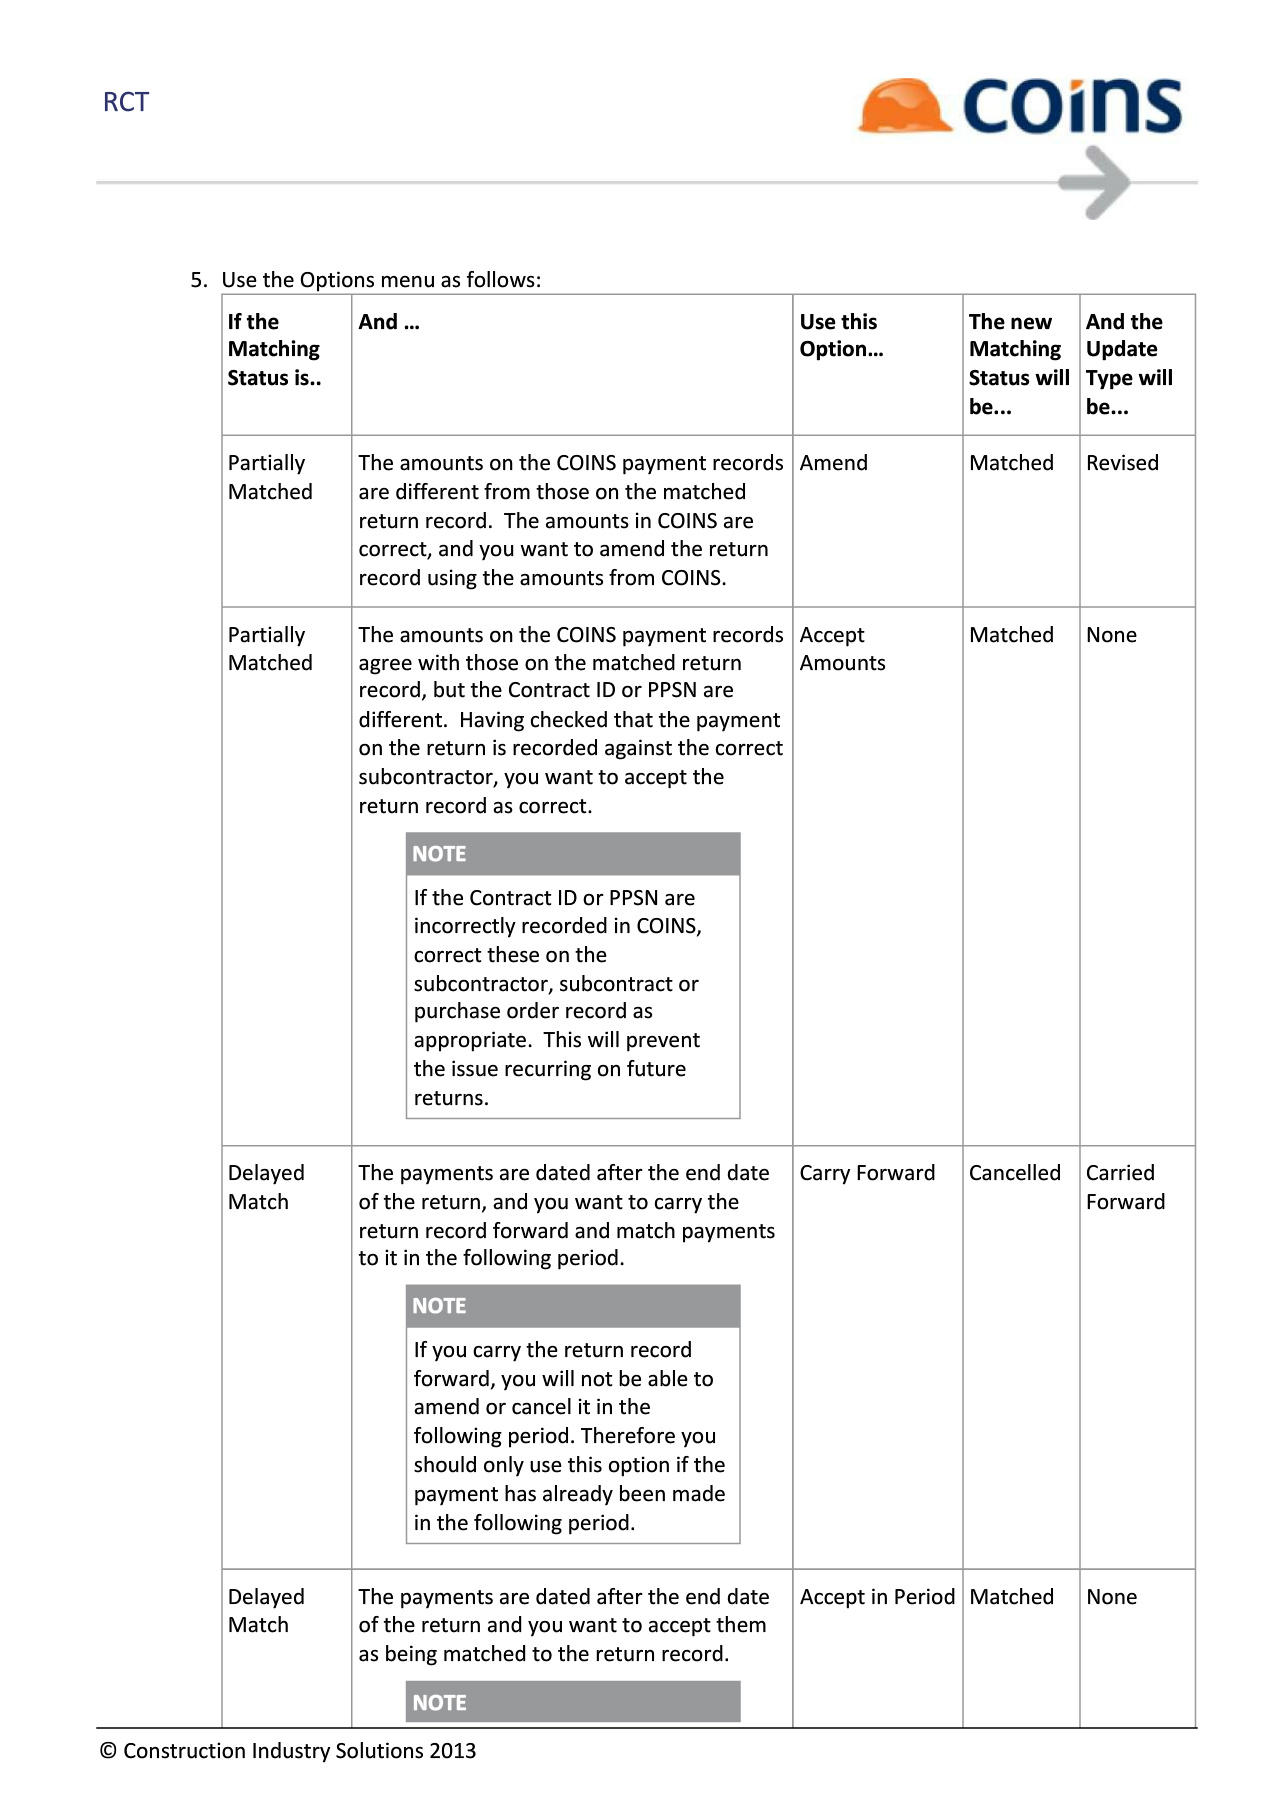 RCT
coins
5. Use the Options menu as follows:
If the
Matching
Status is..
And ...
Use this
Option...
The new
Matching
Status will
be...
And the
Update
Type will
be...
Partially
Matched
The amounts on the COINS payment records
are different from those on the matched
return record.  The amounts in COINS are
correct, and you want to amend the return
record using the amounts from COINS.
Amend
Matched
Revised
Partially
Matched
The amounts on the COINS payment records
agree with those on the matched return
record, but the Contract ID or PPSN are
different.  Having checked that the payment
on the return is recorded against the correct
subcontractor, you want to accept the
return record as correct.
NOTE
If the Contract ID or PPSN are
incorrectly recorded in COINS,
correct these on the
subcontractor, subcontract or
purchase order record as
appropriate.  This will prevent
the issue recurring on future
returns.
Accept
Amounts
Matched
None
Delayed
Match
The payments are dated after the end date
of the return, and you want to carry the
return record forward and match payments
to it in the following period.
NOTE
If you carry the return record
forward, you will not be able to
amend or cancel it in the
following period. Therefore you
should only use this option if the
payment has already been made
in the following period.
Carry Forward
Cancelled
Carried
Forward
Delayed
Match
The payments are dated after the end date
of the return and you want to accept them
as being matched to the return record.
NOTE
Accept in Period
Matched
None
© Construction Industry Solutions 2013